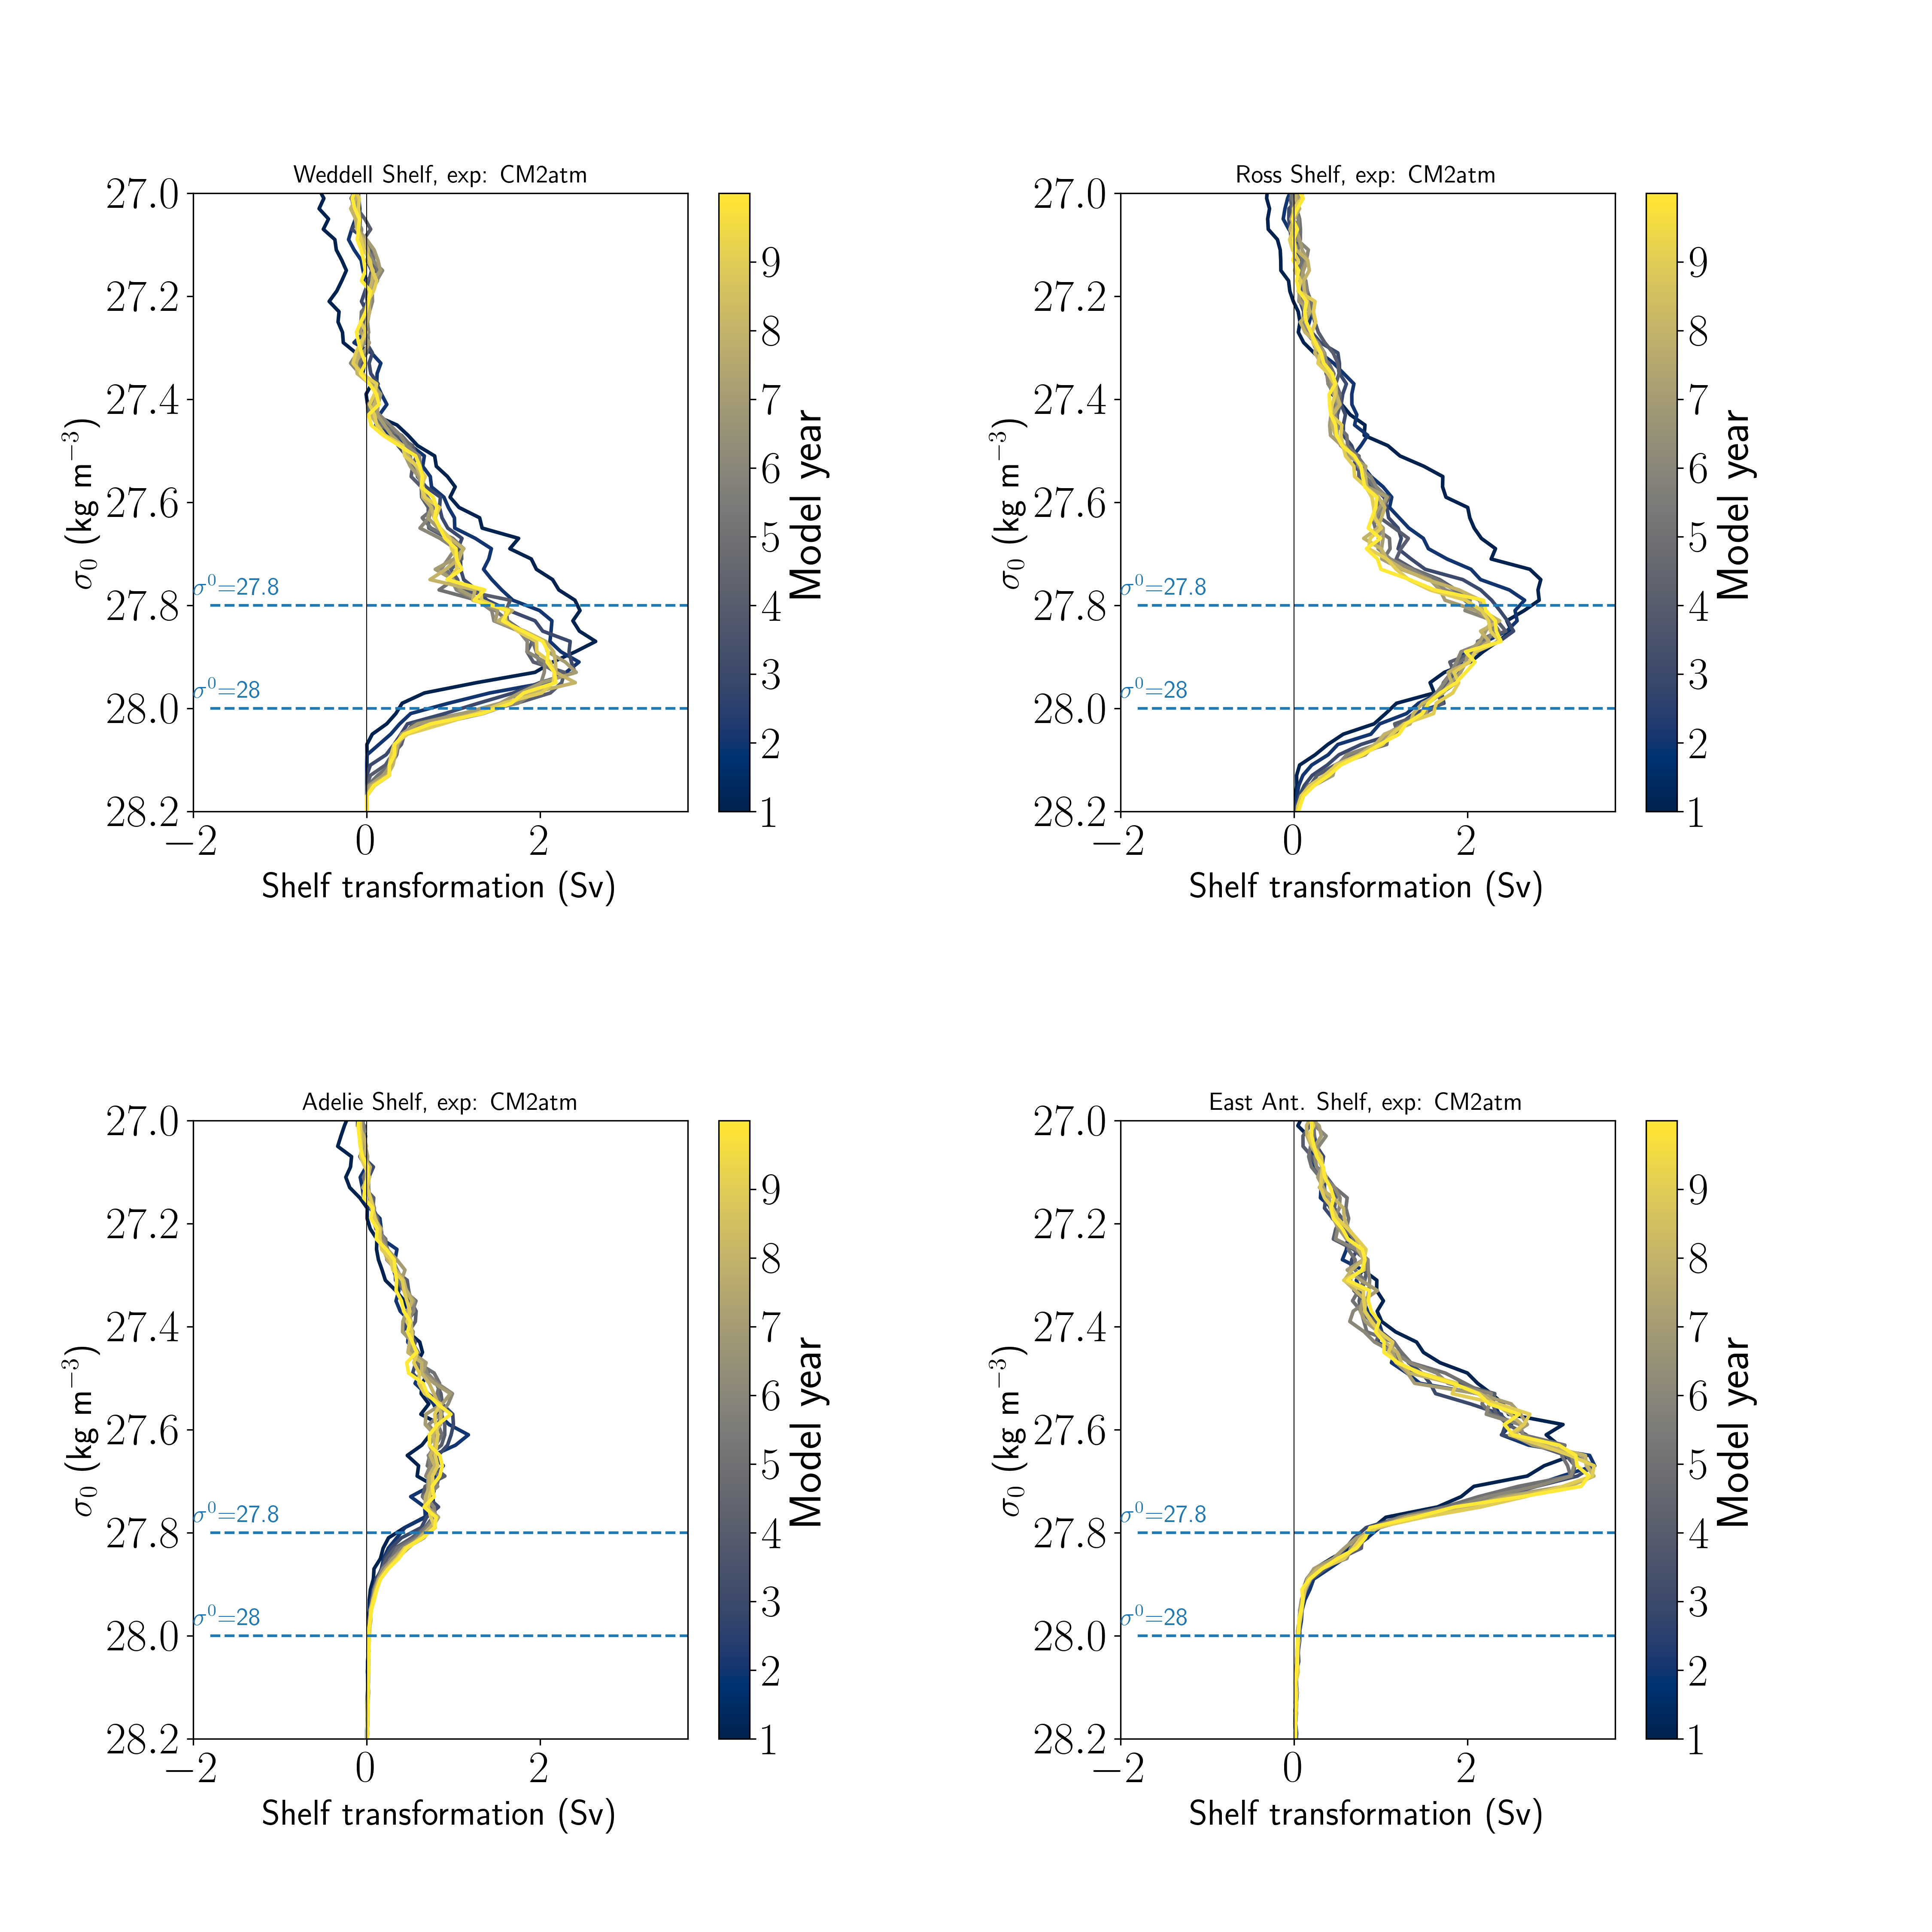 Weddell Shelf, exp: CM2atm
27.0
27.2
27.4
27.6
27.8
28.0
28.2
σ₀ (kg m⁻³)
σ⁰=27.8
σ⁰=28
−2 0 2
Shelf transformation (Sv)
9
8
7
6
5
4
3
2
1
Model year
Ross Shelf, exp: CM2atm
27.0
27.2
27.4
27.6
27.8
28.0
28.2
σ₀ (kg m⁻³)
σ⁰=27.8
σ⁰=28
−2 0 2
Shelf transformation (Sv)
9
8
7
6
5
4
3
2
1
Model year
Adelie Shelf, exp: CM2atm
27.0
27.2
27.4
27.6
27.8
28.0
28.2
σ₀ (kg m⁻³)
σ⁰=27.8
σ⁰=28
−2 0 2
Shelf transformation (Sv)
9
8
7
6
5
4
3
2
1
Model year
East Ant. Shelf, exp: CM2atm
27.0
27.2
27.4
27.6
27.8
28.0
28.2
σ₀ (kg m⁻³)
σ⁰=27.8
σ⁰=28
−2 0 2
Shelf transformation (Sv)
9
8
7
6
5
4
3
2
1
Model year